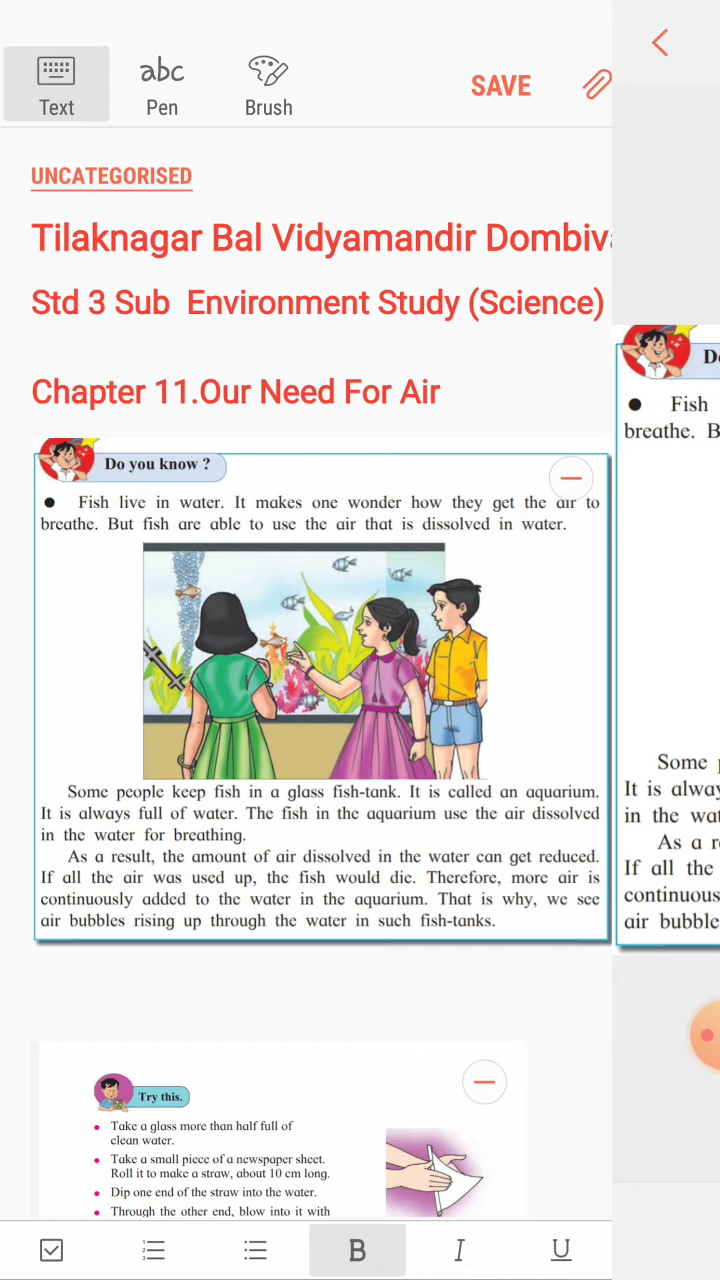 Text
abc
Pen
Brush
SAVE
UNCATEGORISED
Tilaknagar Bal Vidyamandir
Std 3 Sub Environment Study (Science)
Chapter 11.Our Need For Air
Do you know ?
● Fish live in water. It makes one wonder how they get the air to
breathe. But fish are able to use the air that is dissolved in water.
Some people keep fish in a glass fish-tank. It is called an aquarium.
It is always full of water. The fish in the aquarium use the air dissolved
in the water for breathing.
As a result, the amount of air dissolved in the water can get reduced.
If all the air was used up, the fish would die. Therefore, more air is
continuously added to the water in the aquarium. That is why, we see
air bubbles rising up through the water in such fish-tanks.
Try this.
• Take a glass more than half full of
clean water.
• Take a small piece of a newspaper sheet.
Roll it to make a straw, about 10 cm long.
• Dip one end of the straw into the water.
• Through the other end, blow into it with
B I U
● Fish
breathe.
Some
It is
in the
As a
If all the
air